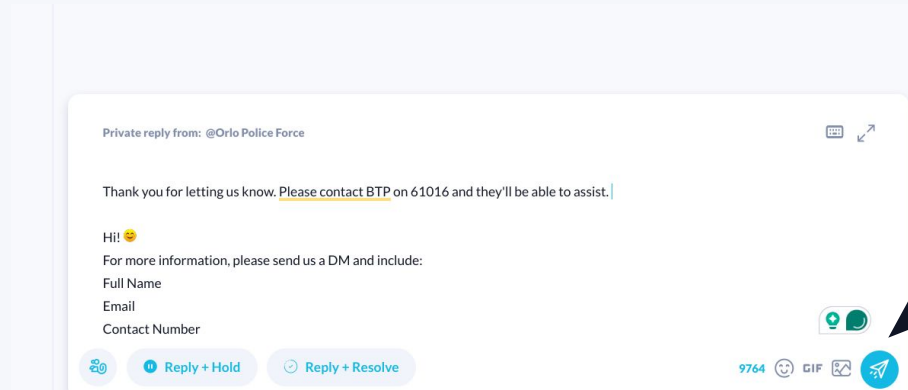 Private reply from: @Orlo Police Force
Thank you for letting us know. Please contact BTP on 61016 and they'll be able to assist.
Hi! 😊
For more information, please send us a DM and include:
Full Name
Email
Contact Number
Reply + Hold
Reply + Resolve
9764
GIF